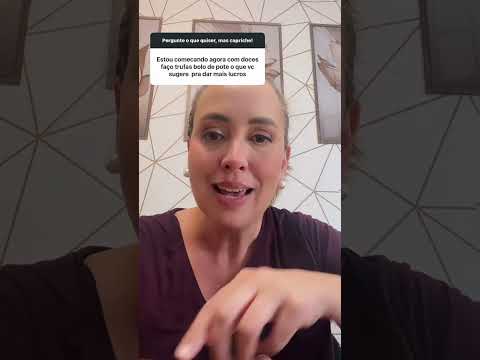 Pergunte o que quiser, mas capriche!
Estou comecando agora com doces
faço trufas bolo de pote o que vc
sugere pra dar mais lucros